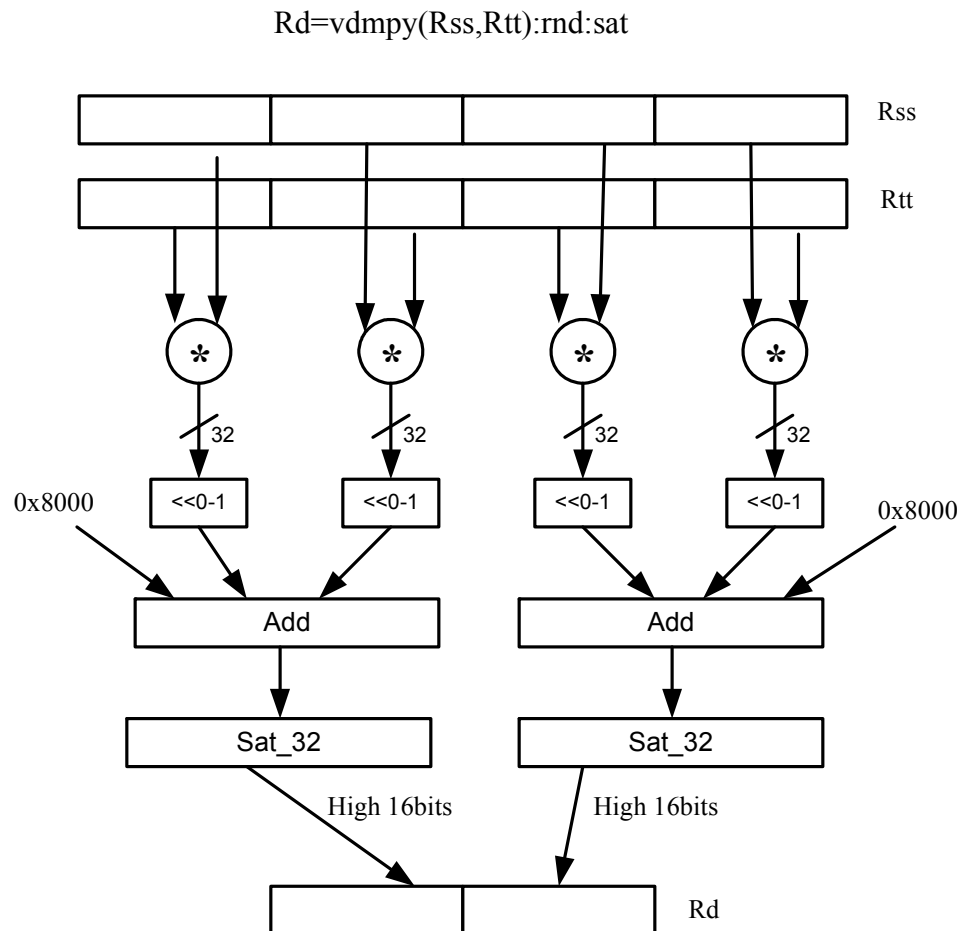 Rd=vdmpy(Rss,Rtt):rnd:sat
Rss
Rtt
* * * *
32 32 32 32
0x8000 <<0-1 <<0-1 <<0-1 <<0-1 0x8000
Add Add
Sat_32 Sat_32
High 16bits High 16bits
Rd